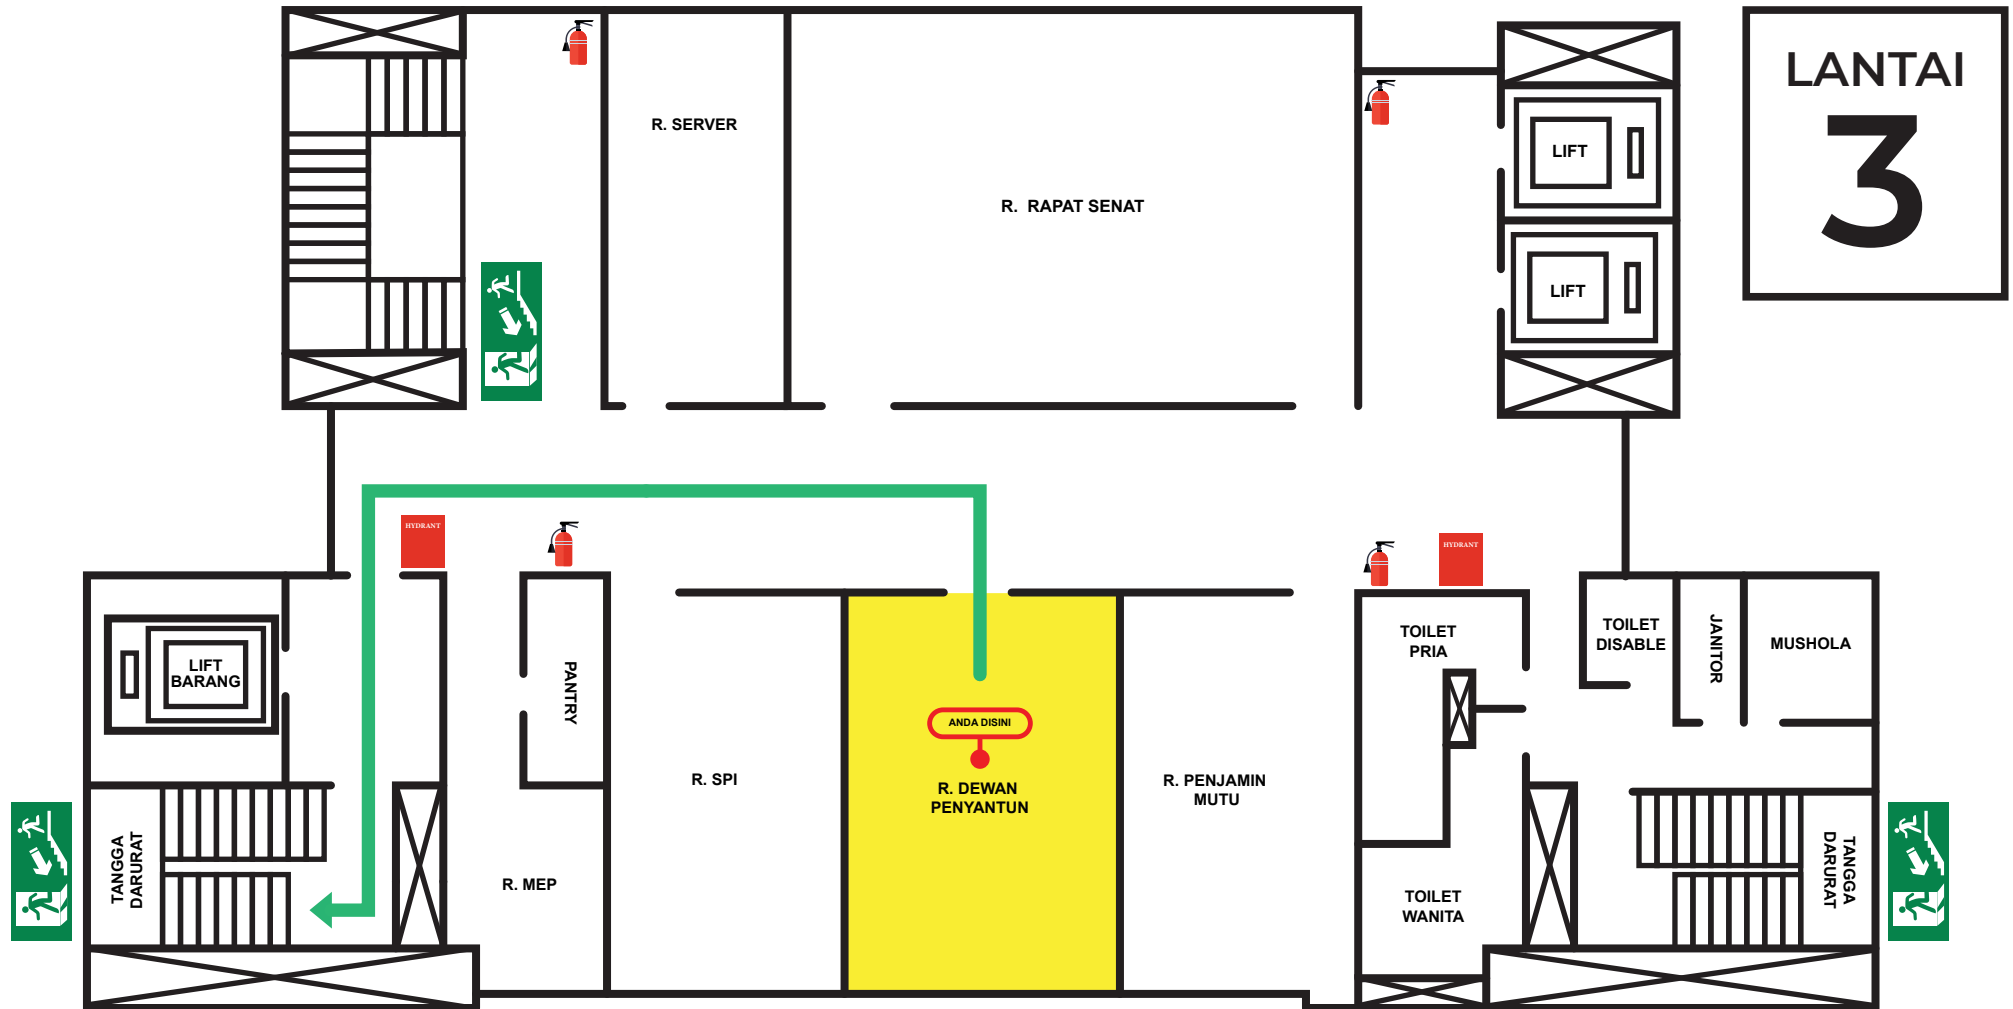 LANTAI
3
R. SERVER
R. RAPAT SENAT
LIFT
LIFT
HYDRANT
HYDRANT
LIFT
BARANG
PANTRY
TOILET
PRIA
TOILET
DISABLE
JANITOR
MUSHOLA
ANDA DISINI
R. SPI
R. DEWAN
PENYANTUN
R. PENJAMIN
MUTU
TANGGA
DARURAT
R. MEP
TOILET
WANITA
TANGGA
DARURAT